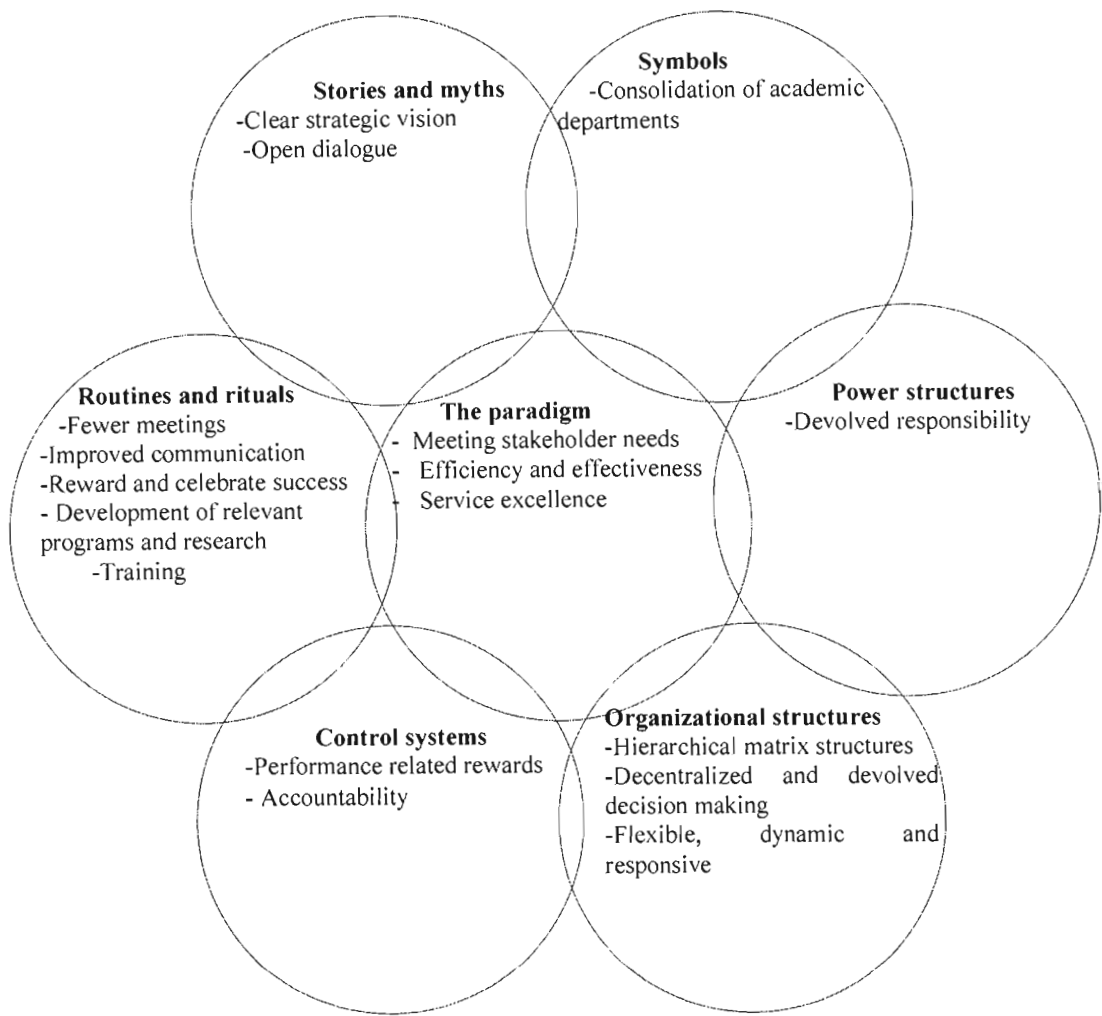 Stories and myths
-Clear strategic vision
-Open dialogue
Symbols
-Consolidation of academic
departments
Routines and rituals
-Fewer meetings
-Improved communication
-Reward and celebrate success
- Development of relevant
programs and research
-Training
The paradigm
- Meeting stakeholder needs
- Efficiency and effectiveness
- Service excellence
Power structures
-Devolved responsibility
Control systems
-Performance related rewards
- Accountability
Organizational structures
-Hierarchical matrix structures
-Decentralized and devolved
decision making
-Flexible, dynamic and
responsive